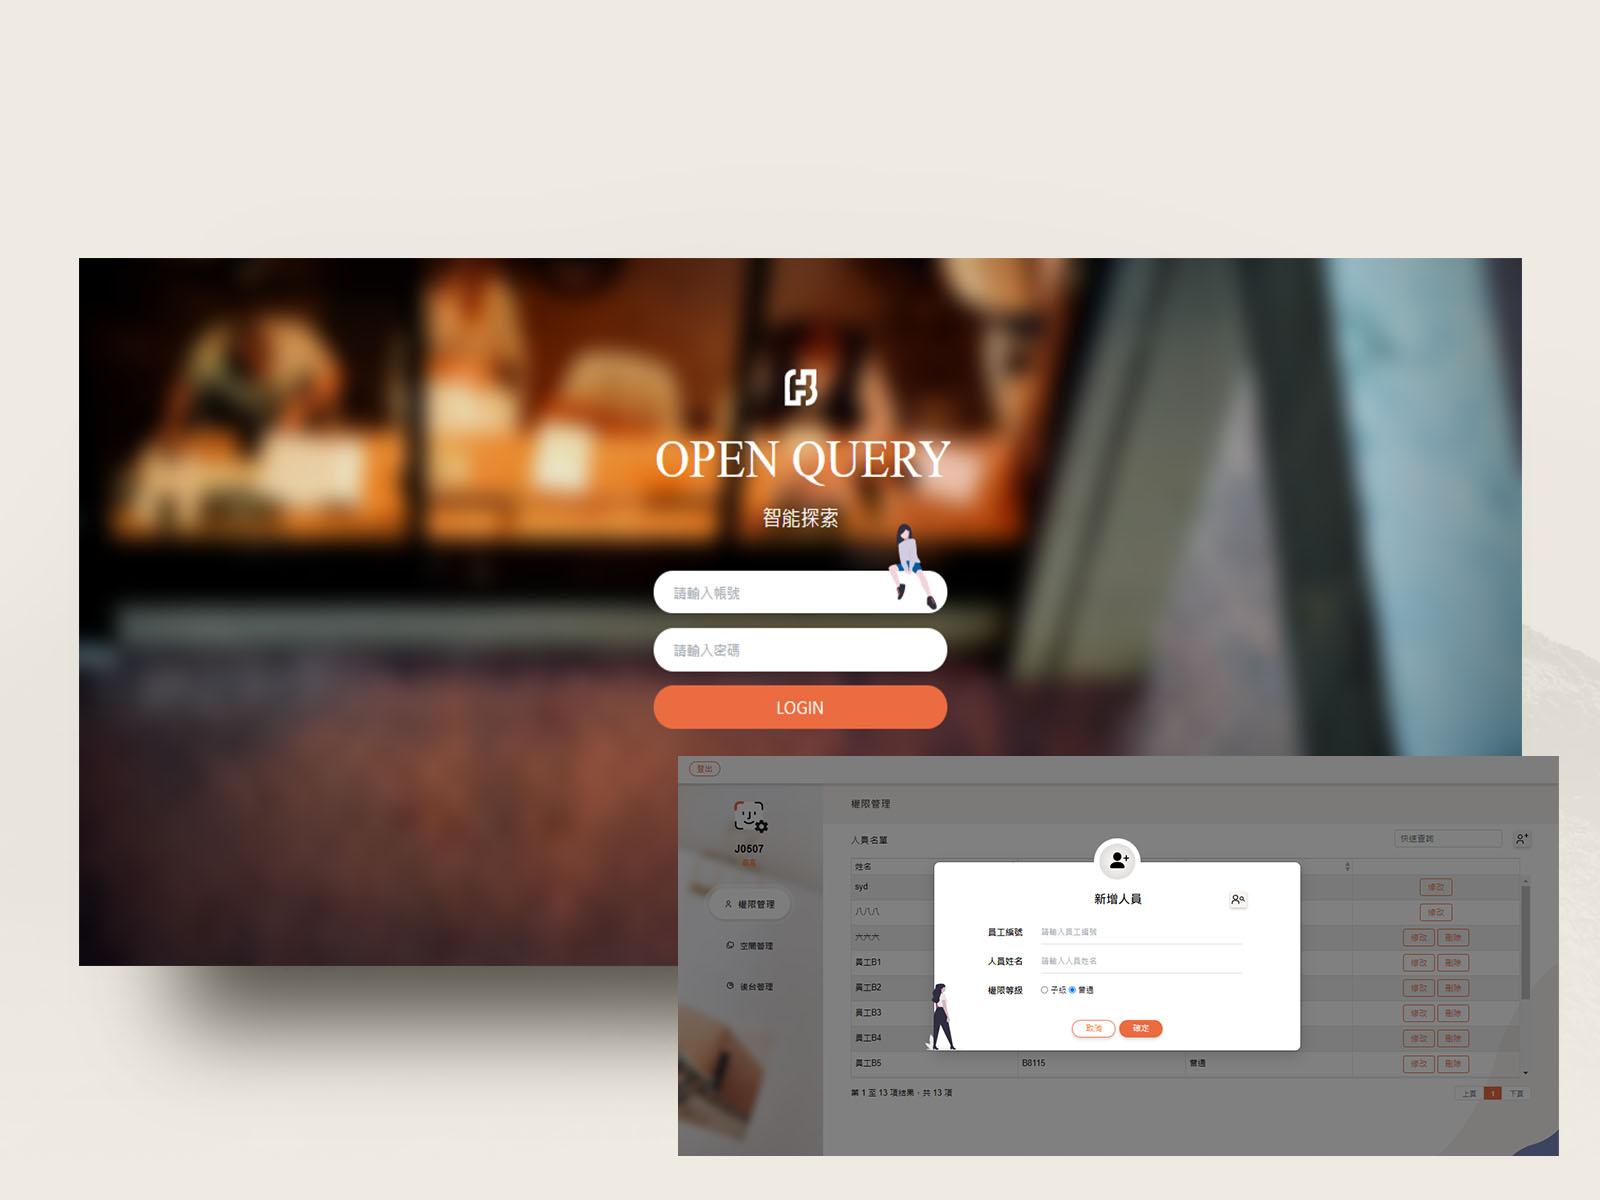 OPEN QUERY
智能探索
請輸入帳號
請輸入密碼
LOGIN
登出
J0507
權限管理
空間管理
後台管理
權限管理
人員名單
快速查詢
姓名
syd 修改
八八八 修改
六六六 修改 刪除
員工B1 修改 刪除
員工B2 修改 刪除
員工B3 修改 刪除
員工B4 修改 刪除
員工B5 B8115 普通 修改 刪除
第 1 至 13 項結果，共 13 項
上頁 1 下頁
新增人員
員工編號 請輸入員工編號
人員姓名 請輸入人員姓名
權限等級 子級 普通
取消 確定